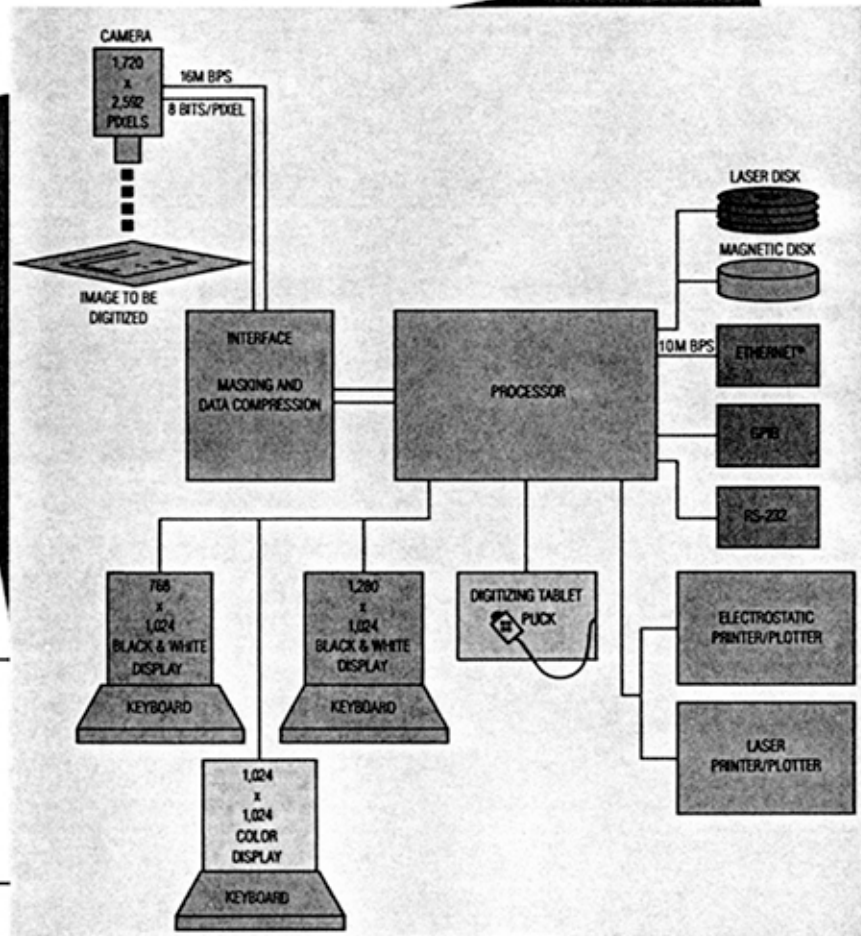 CAMERA
1,720
x
2,592
PIXELS
16M BPS
8 BITS/PIXEL
IMAGE TO BE
DIGITIZED
INTERFACE
MASKING AND
DATA COMPRESSION
PROCESSOR
LASER DISK
MAGNETIC DISK
10M BPS
ETHERNET®
GPIB
RS-232
768
x
1,024
BLACK & WHITE
DISPLAY
KEYBOARD
1,280
x
1,024
BLACK & WHITE
DISPLAY
KEYBOARD
1,024
x
1,024
COLOR
DISPLAY
KEYBOARD
DIGITIZING TABLET
PUCK
ELECTROSTATIC
PRINTER/PLOTTER
LASER
PRINTER/PLOTTER